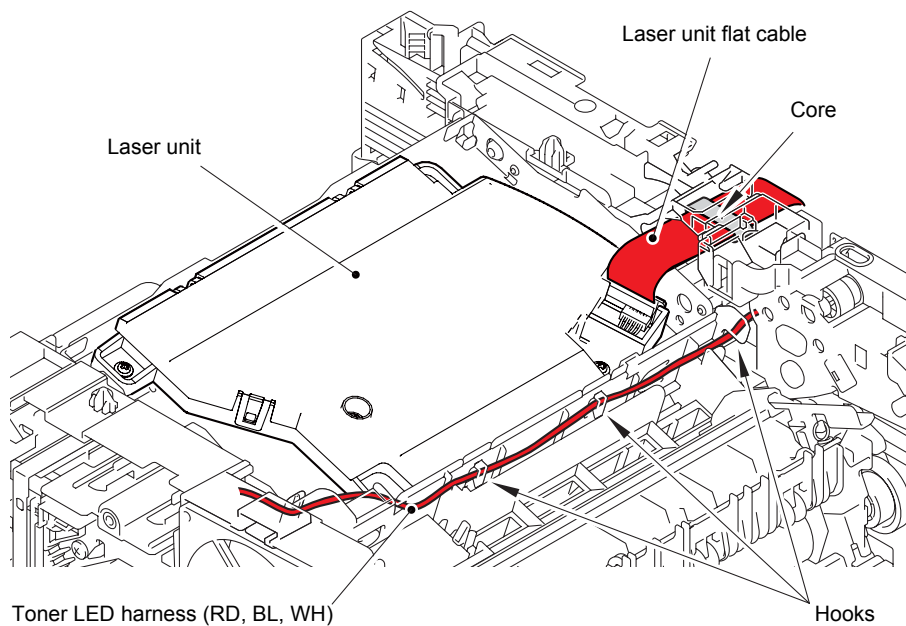 Laser unit flat cable
Core
Laser unit
Toner LED harness (RD, BL, WH)
Hooks